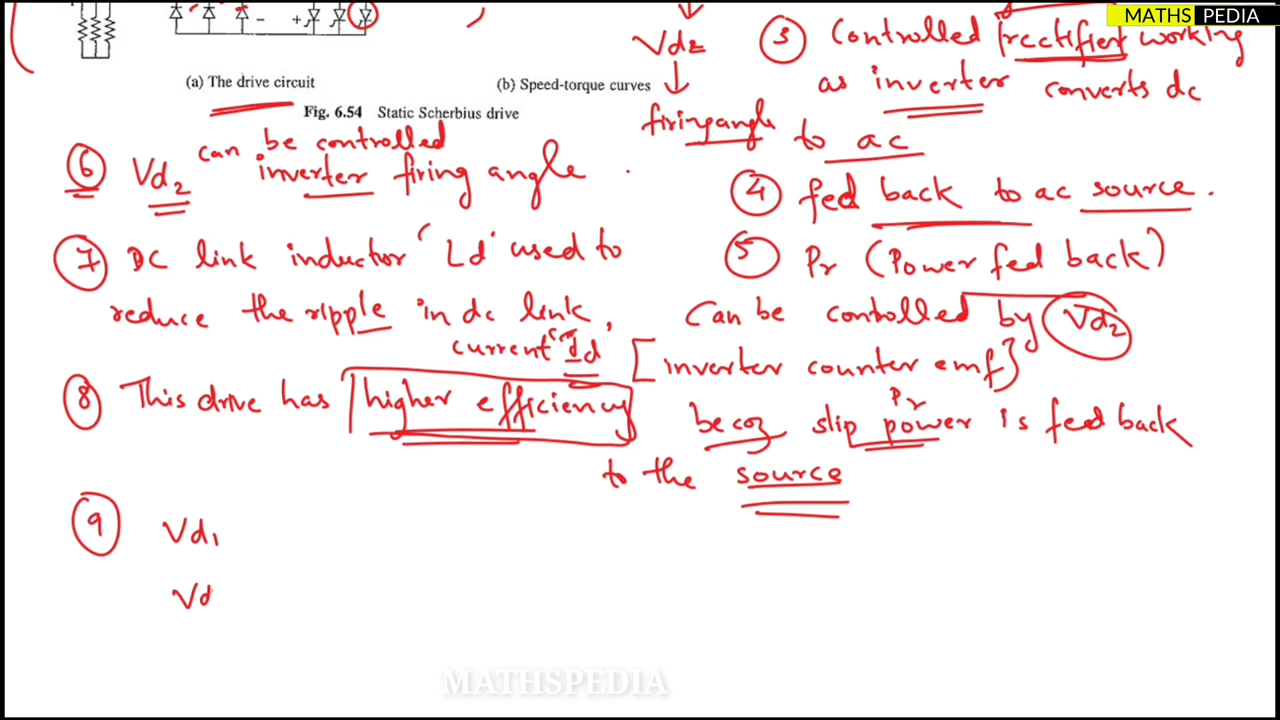 MATHS PEDIA
Vd2
firing angle
③ Controlled rectifier working
as inverter converts dc
to ac
(a) The drive circuit
(b) Speed-torque curves
Fig. 6.54 Static Scherbius drive
⑥ Vd2 can be controlled
inverter firing angle
④ fed back to ac source.
⑦ DC link inductor 'Ld' used to
reduce the ripple in dc link
current "Id
⑤ Pr (Power fed back)
Can be controlled by Vd2
[inverter counter emf]
⑧ This drive has higher efficiency
becoz slip power Pr is feed back
to the source
⑨ Vd1
Vd
MATHSPEDIA